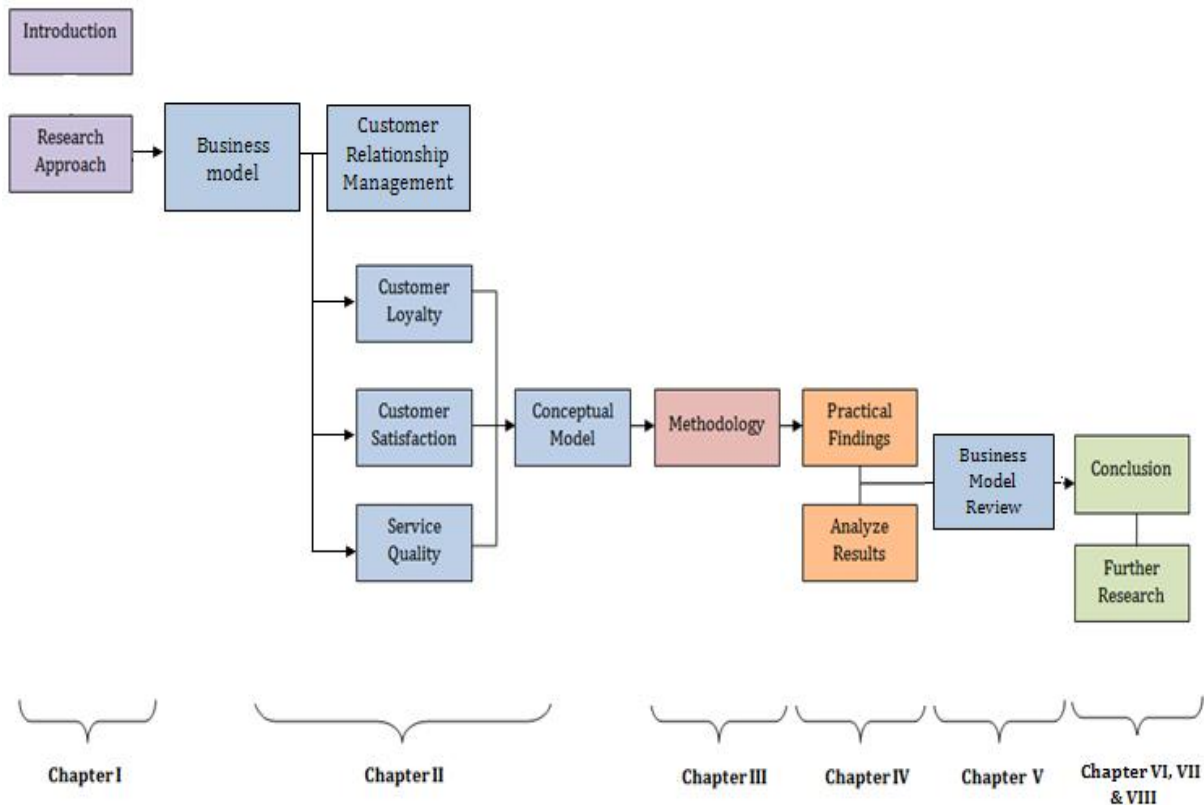 Introduction
Research
Approach
Business
model
Customer
Relationship
Management
Customer
Loyalty
Customer
Satisfaction
Service
Quality
Conceptual
Model
Methodology
Practical
Findings
Analyze
Results
Business
Model
Review
Conclusion
Further
Research
Chapter I
Chapter II
Chapter III
Chapter IV
Chapter V
Chapter VI, VII
& VIII